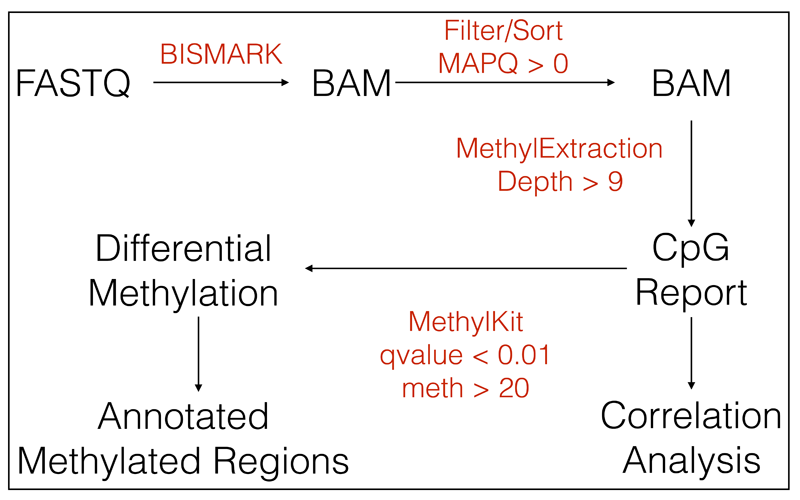 FASTQ
BISMARK
BAM
Filter/Sort
MAPQ > 0
BAM
MethylExtraction
Depth > 9
CpG
Report
MethylKit
qvalue < 0.01
meth > 20
Differential
Methylation
Annotated
Methylated Regions
Correlation
Analysis